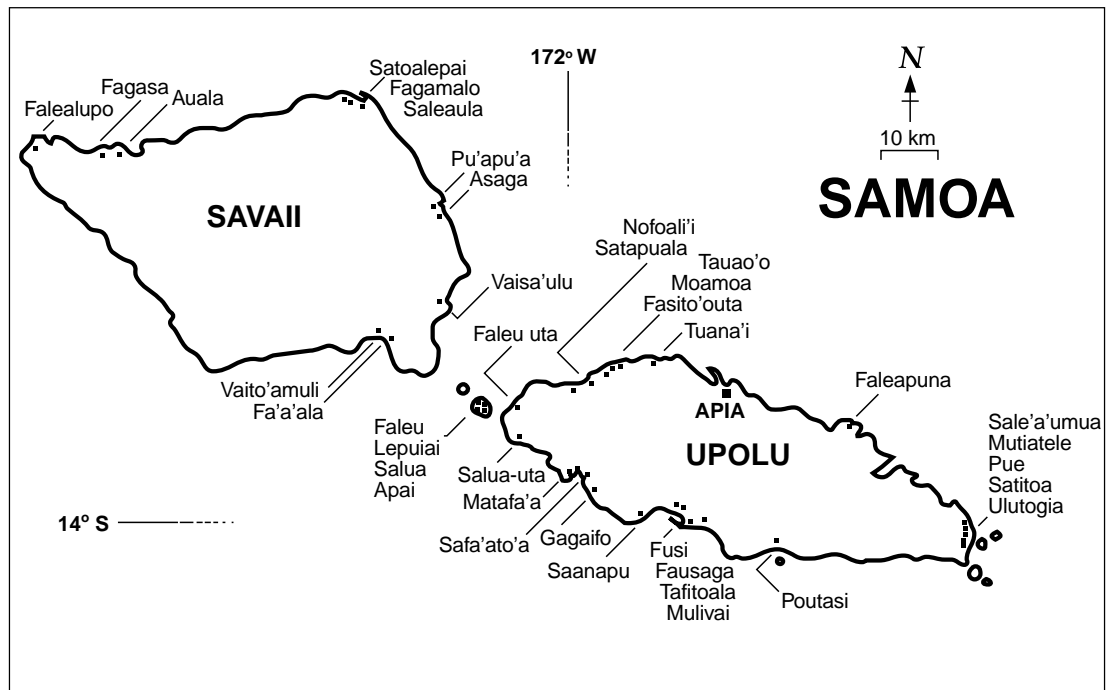 172º W
N
10 km
SAMOA
Satoalepai
Fagamalo
Saleaula
Fagasa
Auala
Falealupo
Pu’apu’a
Asaga
SAVAII
Nofoali’i
Satapuala
Tauao’o
Moamoa
Fasito’outa
Vaisa’ulu
Tuana’i
Faleu uta
Vaito’amuli
Fa’a’ala
Faleapuna
APIA
UPOLU
Faleu
Lepuiai
Salua
Apai
Sale’a’umua
Mutiatele
Pue
Satitoa
Ulutogia
Salua-uta
Matafa’a
14º S
Safa’ato’a
Gagaifo
Saanapu
Fusi
Fausaga
Tafitoala
Mulivai
Poutasi